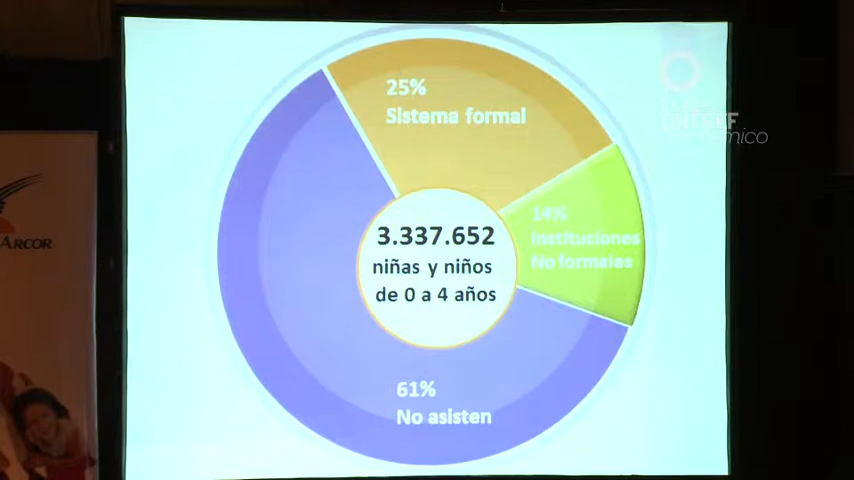 25%
Sistema formal
14%
Instituciones
No formales
3.337.652
niñas y niños
de 0 a 4 años
61%
No asisten
ARCOR